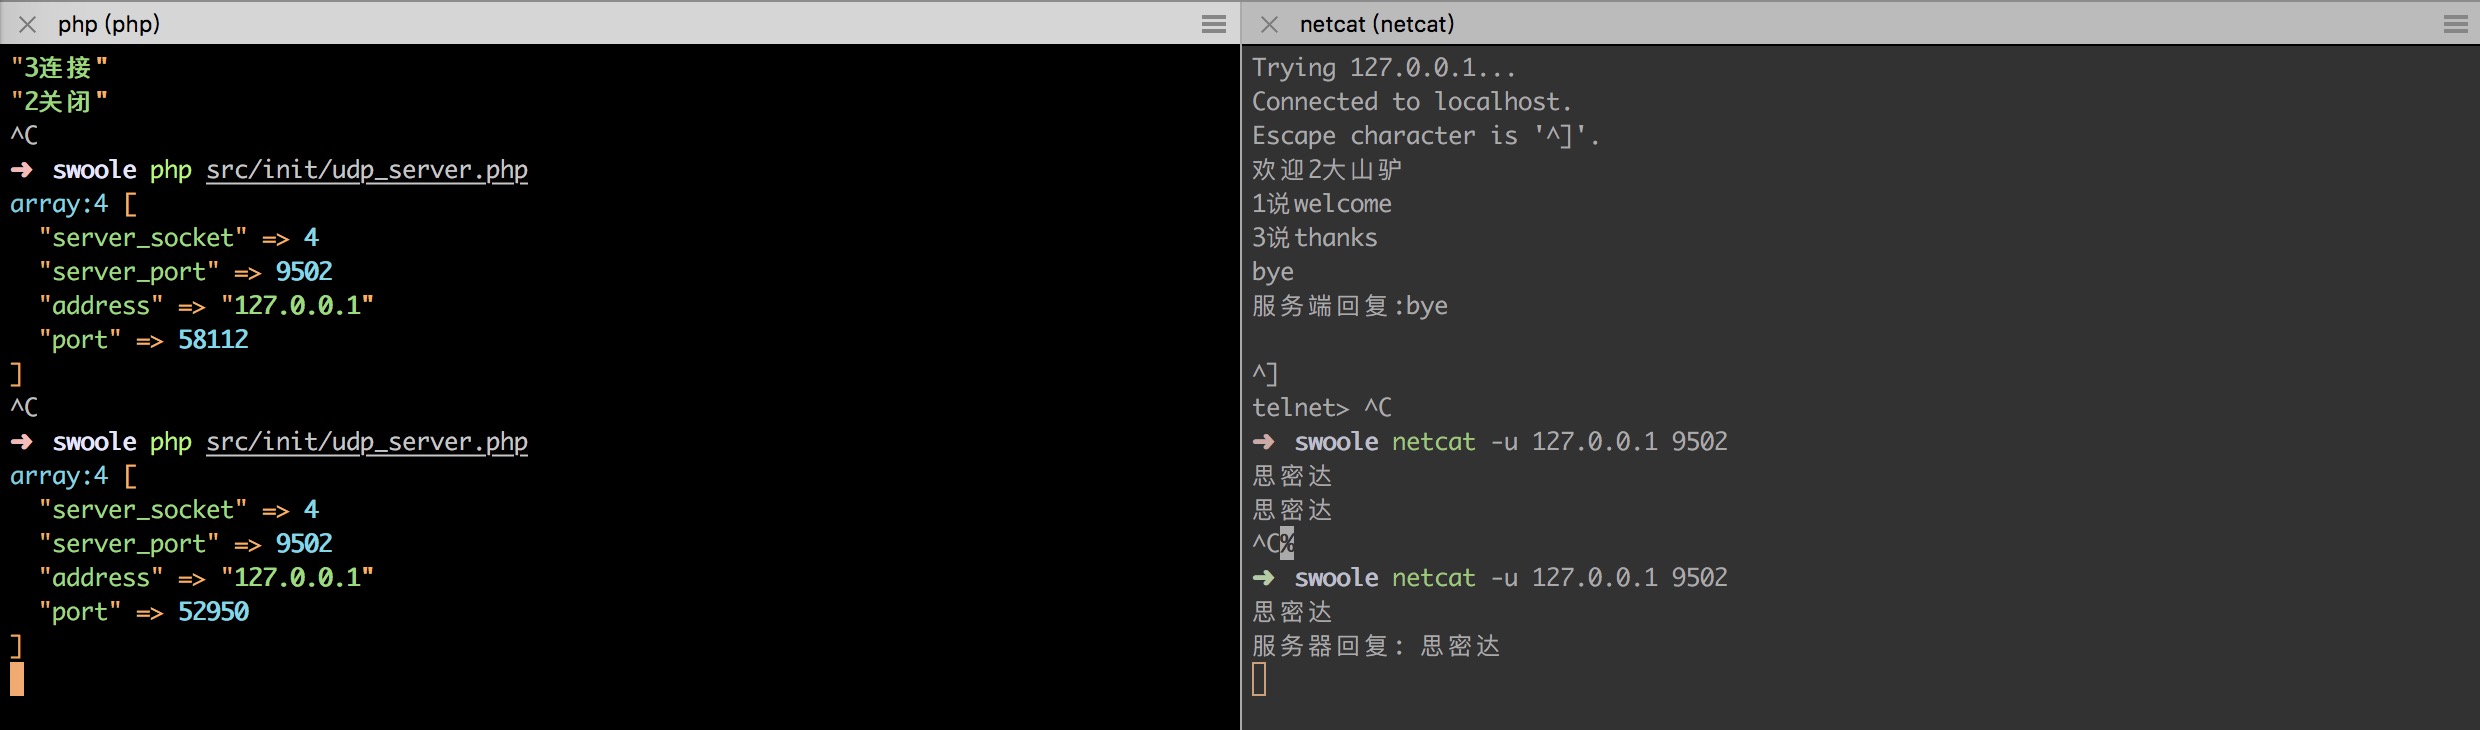 php (php)
"3连接"
"2关闭"
^C
➜  swoole php src/init/udp_server.php
array:4 [
  "server_socket" => 4
  "server_port" => 9502
  "address" => "127.0.0.1"
  "port" => 58112
]
^C
➜  swoole php src/init/udp_server.php
array:4 [
  "server_socket" => 4
  "server_port" => 9502
  "address" => "127.0.0.1"
  "port" => 52950
]
netcat (netcat)
Trying 127.0.0.1...
Connected to localhost.
Escape character is '^]'.
欢迎2大山驴
1说welcome
3说thanks
bye
服务端回复:bye
^]
telnet> ^C
➜  swoole netcat -u 127.0.0.1 9502
思密达
思密达
^C%
➜  swoole netcat -u 127.0.0.1 9502
思密达
服务器回复: 思密达